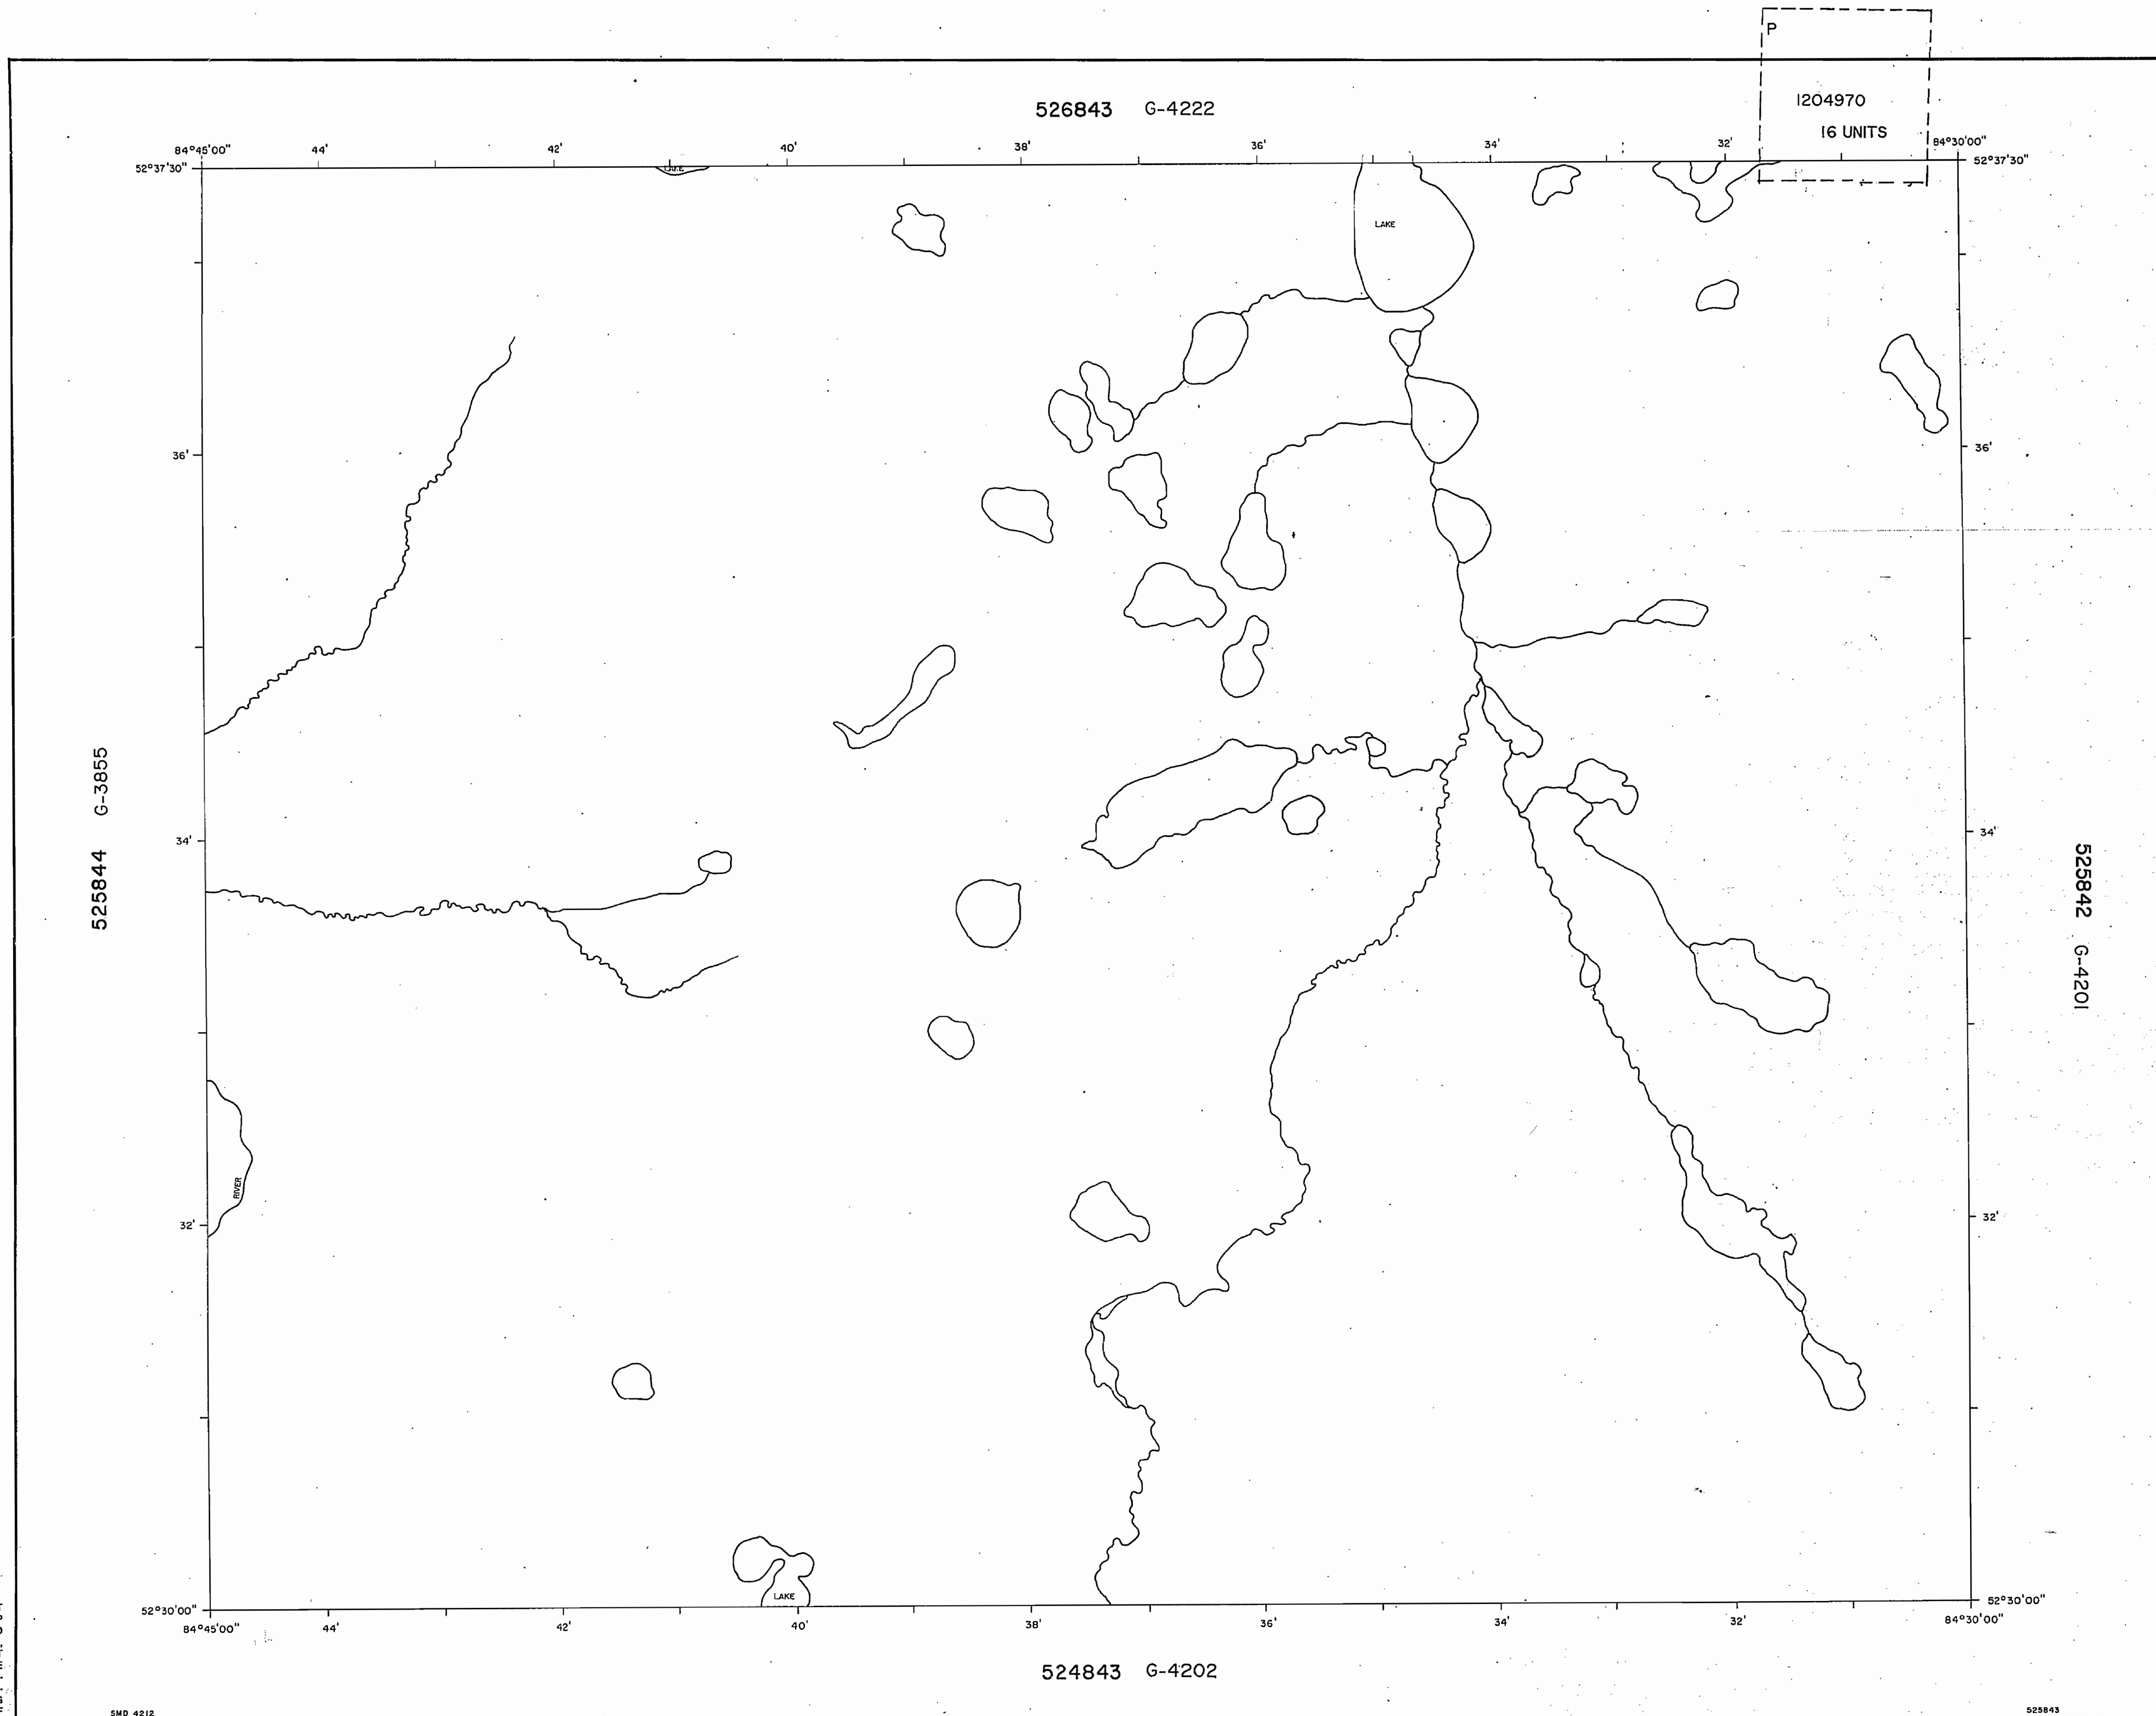 P
1204970
16 UNITS
526843 G-4222
84°45'00" 44' 42' 40' 38' 36' 34' 32' 84°30'00"
52°37'30" 52°37'30"
LAKE
36' 36'
525844 G-3855
34' 34'
525842 G-4201
RIVER
32' 32'
LAKE
52°30'00" 52°30'00"
84°45'00" 44' 42' 40' 38' 36' 34' 32' 84°30'00"
524843 G-4202
SMD 4212 525843